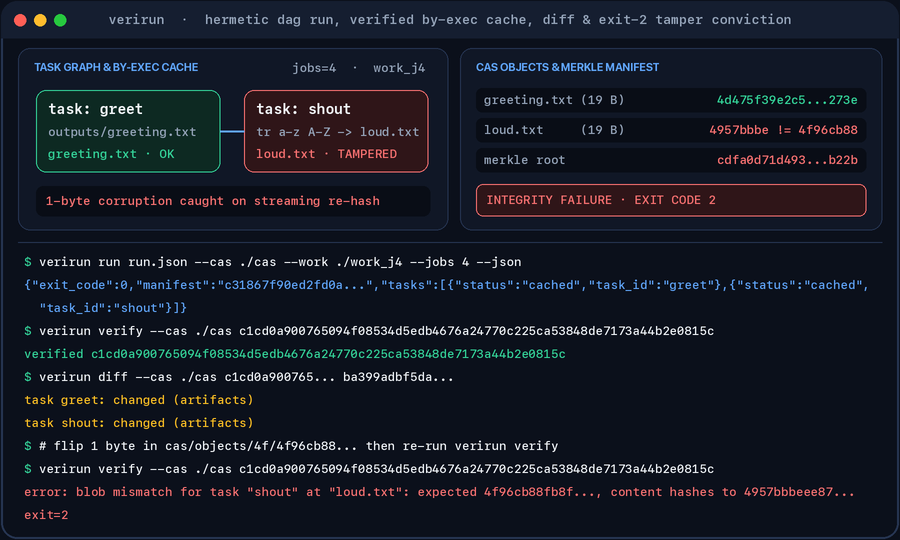 verirun · hermetic dag run, verified by-exec cache, diff & exit-2 tamper conviction
TASK GRAPH & BY-EXEC CACHE
jobs=4 · work_j4
task: greet
outputs/greeting.txt
greeting.txt · OK
task: shout
tr a-z A-Z -> loud.txt
loud.txt · TAMPERED
1-byte corruption caught on streaming re-hash
CAS OBJECTS & MERKLE MANIFEST
greeting.txt (19 B) 4d475f39e2c5...273e
loud.txt (19 B) 4957bbbe != 4f96cb88
merkle root cdfa0d71d493...b22b
INTEGRITY FAILURE · EXIT CODE 2
$ verirun run run.json --cas ./cas --work ./work_j4 --jobs 4 --json
{"exit_code":0,"manifest":"c31867f90ed2fd0a...","tasks":[{"status":"cached","task_id":"greet"},{"status":"cached",
"task_id":"shout"}]}
$ verirun verify --cas ./cas c1cd0a900765094f08534d5edb4676a24770c225ca53848de7173a44b2e0815c
verified c1cd0a900765094f08534d5edb4676a24770c225ca53848de7173a44b2e0815c
$ verirun diff --cas ./cas c1cd0a900765... ba399adbf5da...
task greet: changed (artifacts)
task shout: changed (artifacts)
$ # flip 1 byte in cas/objects/4f/4f96cb88... then re-run verirun verify
$ verirun verify --cas ./cas c1cd0a900765094f08534d5edb4676a24770c225ca53848de7173a44b2e0815c
error: blob mismatch for task "shout" at "loud.txt": expected 4f96cb88fb8f..., content hashes to 4957bbbeee87...
exit=2